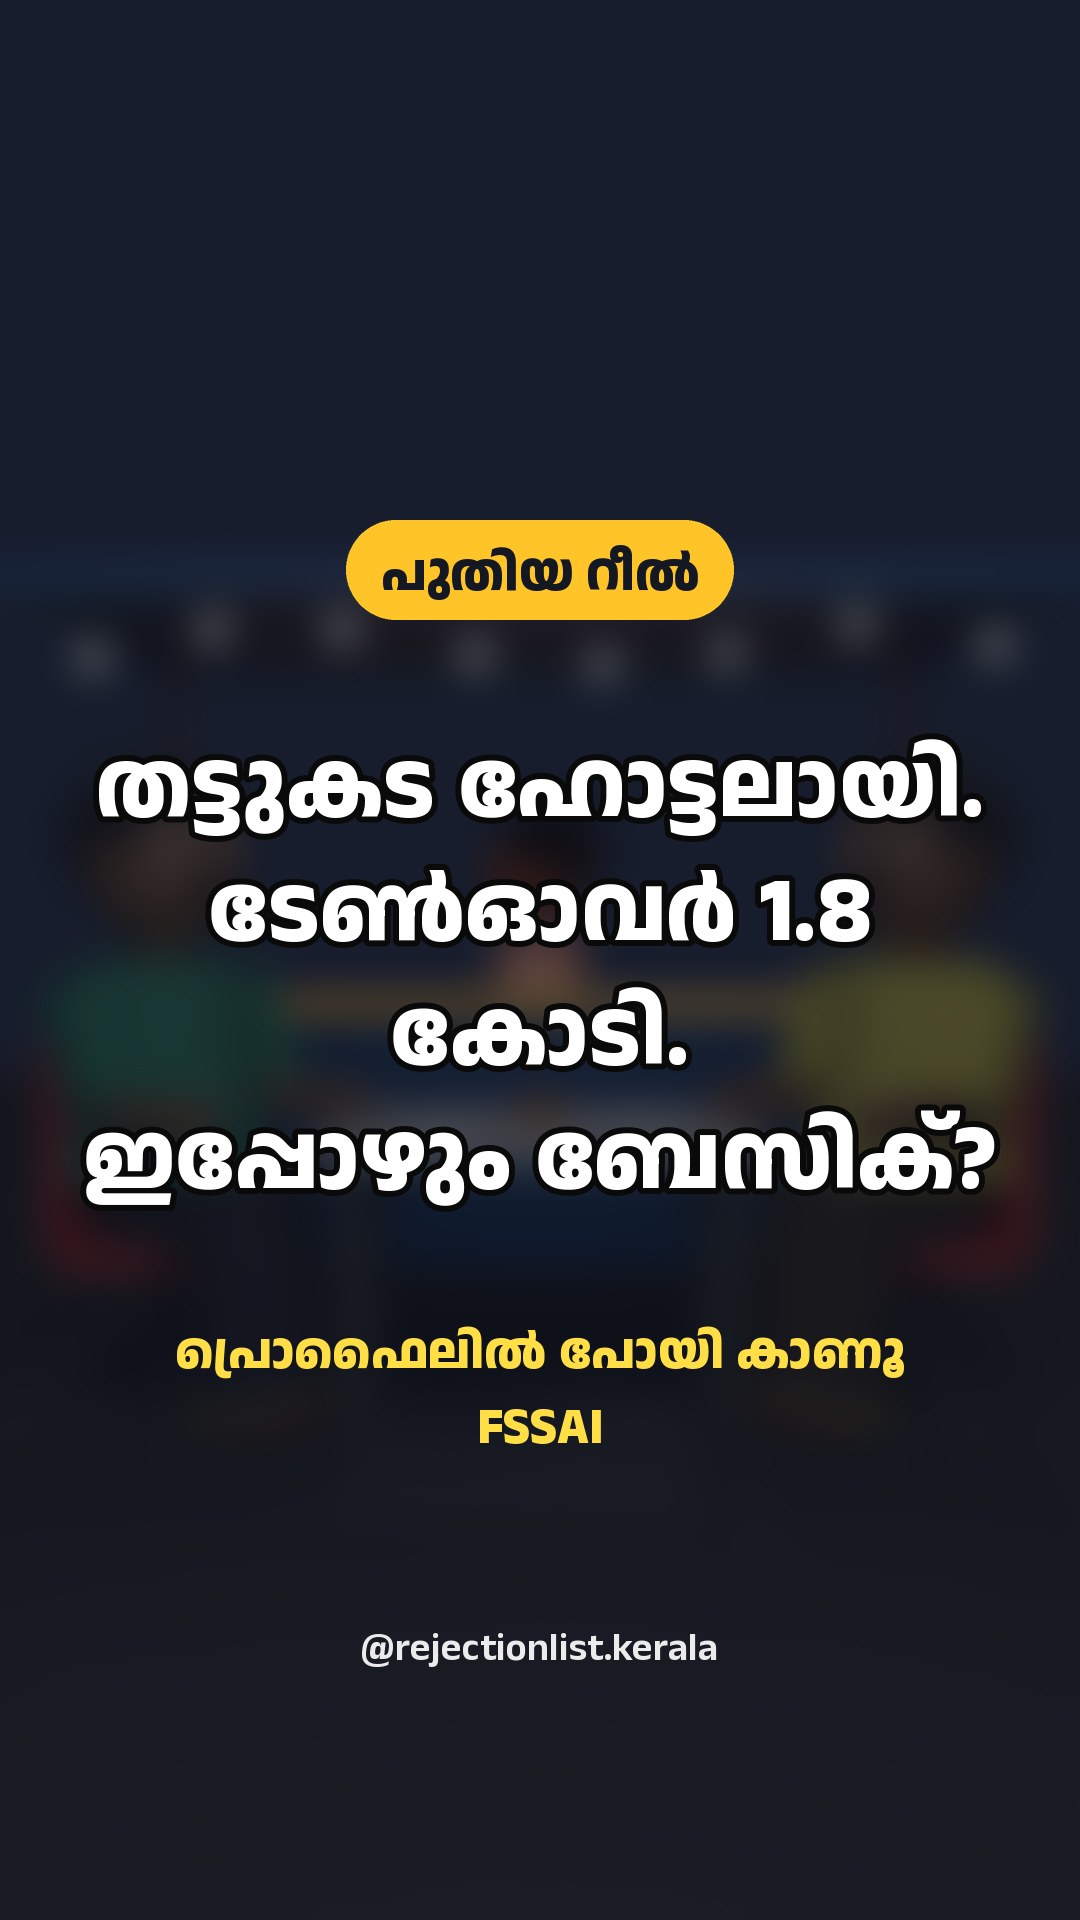 പുതിയ റീൽ
തട്ടുകട ഹോട്ടലായി.
ടേൺഓവർ 1.8
കോടി.
ഇപ്പോഴും ബേസിക്?
പ്രൊഫൈലിൽ പോയി കാണൂ
FSSAI
@rejectionlist.kerala